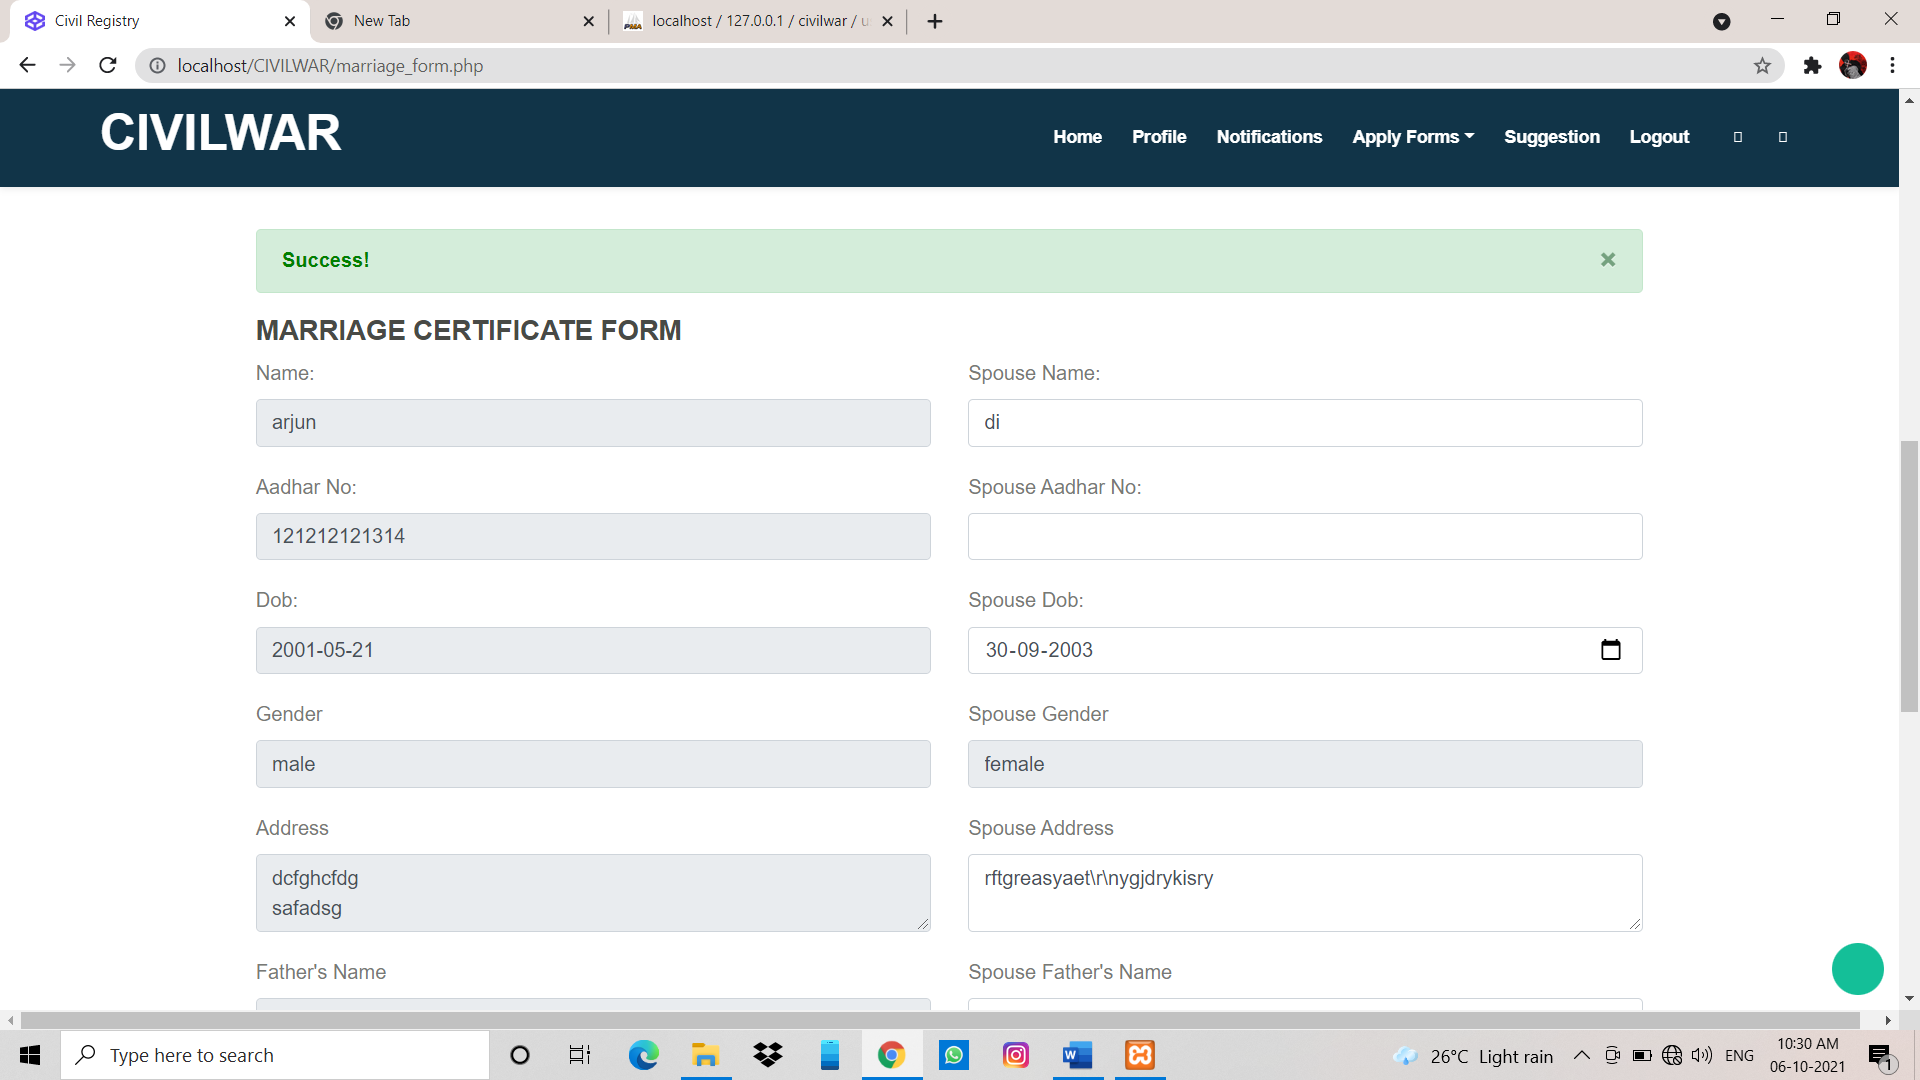 Civil Registry
New Tab
localhost / 127.0.0.1 / civilwar / u
localhost/CIVILWAR/marriage_form.php
CIVILWAR
Home Profile Notifications Apply Forms Suggestion Logout
Success!
MARRIAGE CERTIFICATE FORM
Name: Spouse Name:
arjun di
Aadhar No: Spouse Aadhar No:
121212121314
Dob: Spouse Dob:
2001-05-21 30-09-2003
Gender Spouse Gender
male female
Address Spouse Address
dcfghcfdg rftgreasyaet\r\nygjdrykisry
safadsg
Father's Name Spouse Father's Name
Type here to search
26°C Light rain
ENG
10:30 AM
06-10-2021
1